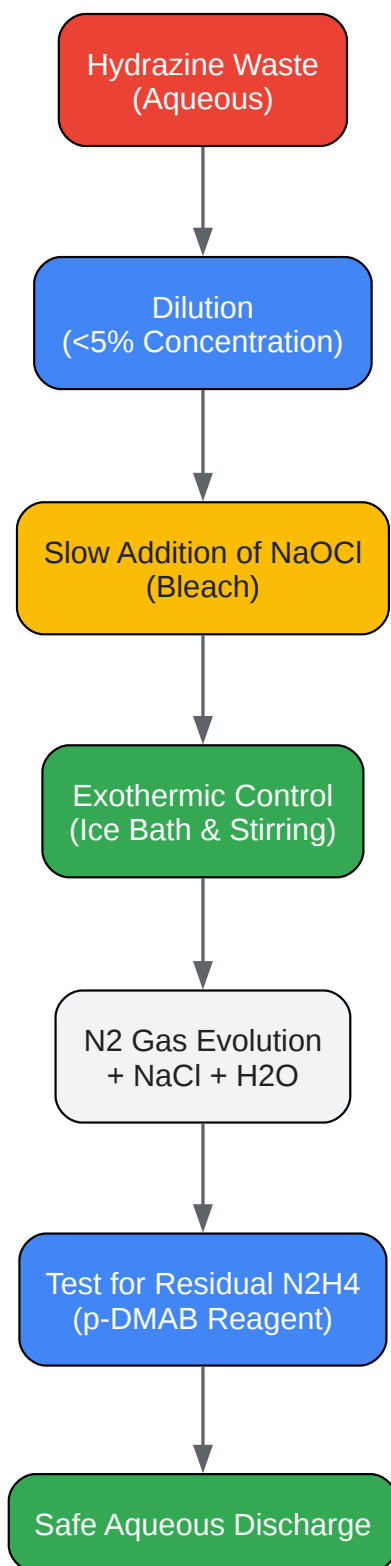 Hydrazine Waste
(Aqueous)
Dilution
(<5% Concentration)
Slow Addition of NaOCl
(Bleach)
Exothermic Control
(Ice Bath & Stirring)
N2 Gas Evolution
+ NaCl + H2O
Test for Residual N2H4
(p-DMAB Reagent)
Safe Aqueous Discharge